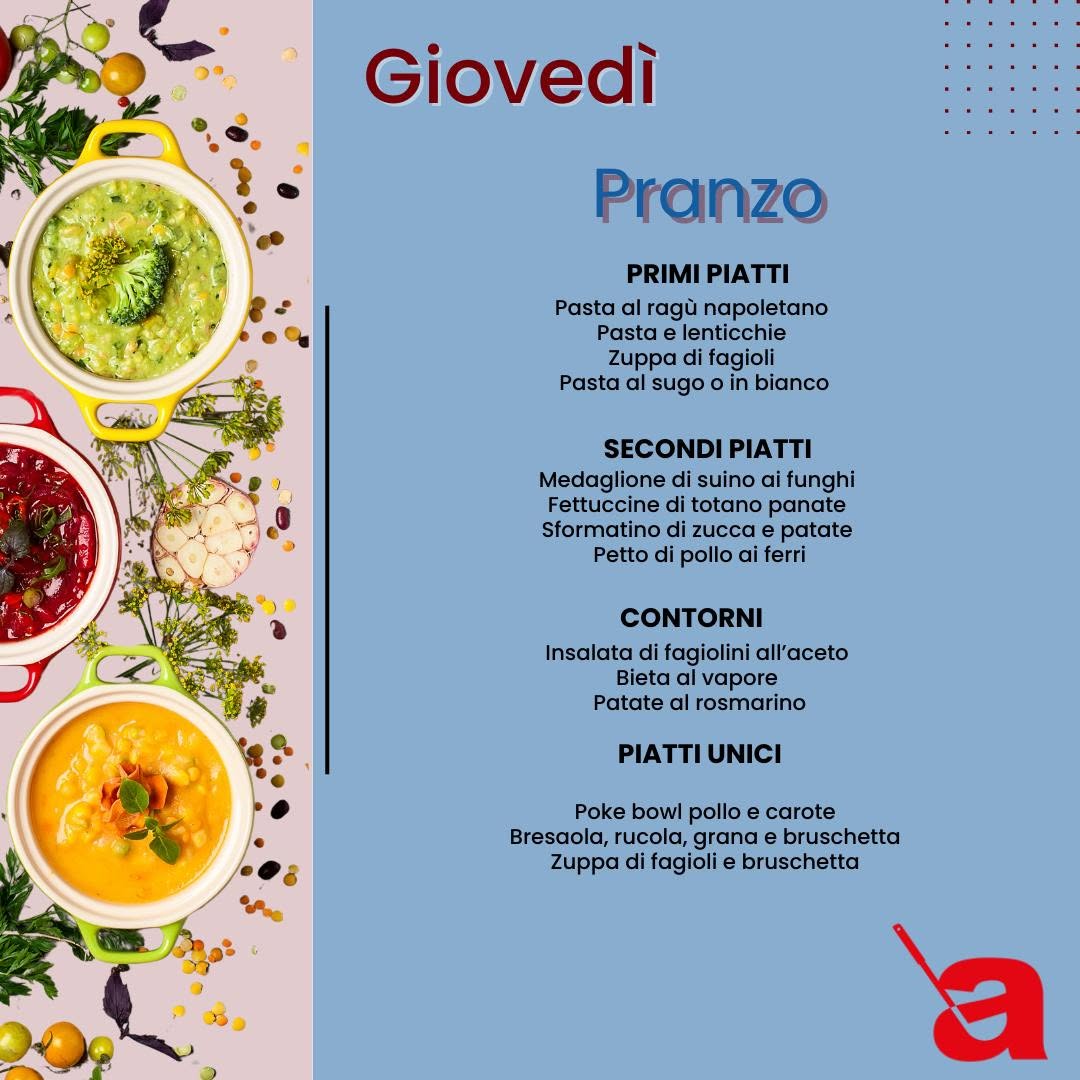 Giovedì
Pranzo
PRIMI PIATTI
Pasta al ragù napoletano
Pasta e lenticchie
Zuppa di fagioli
Pasta al sugo o in bianco
SECONDI PIATTI
Medaglione di suino ai funghi
Fettuccine di totano panate
Sformatino di zucca e patate
Petto di pollo ai ferri
CONTORNI
Insalata di fagiolini all’aceto
Bieta al vapore
Patate al rosmarino
PIATTI UNICI
Poke bowl pollo e carote
Bresaola, rucola, grana e bruschetta
Zuppa di fagioli e bruschetta
a